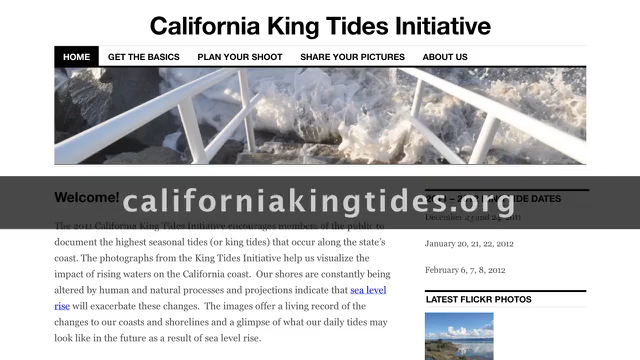 California King Tides Initiative
HOME GET THE BASICS PLAN YOUR SHOOT SHARE YOUR PICTURES ABOUT US
Welcome!
californiakingtides.org
The 2011 California King Tides Initiative encourages members of the public to
document the highest seasonal tides (or king tides) that occur along the state's
coast. The photographs from the King Tides Initiative help us visualize the
impact of rising waters on the California coast. Our shores are constantly being
altered by human and natural processes and projections indicate that sea level
rise will exacerbate these changes. The images offer a living record of the
changes to our coasts and shorelines and a glimpse of what our daily tides may
look like in the future as a result of sea level rise.
TIDE DATES
December 23 and 24, 2011
January 20, 21, 22, 2012
February 6, 7, 8, 2012
LATEST FLICKR PHOTOS